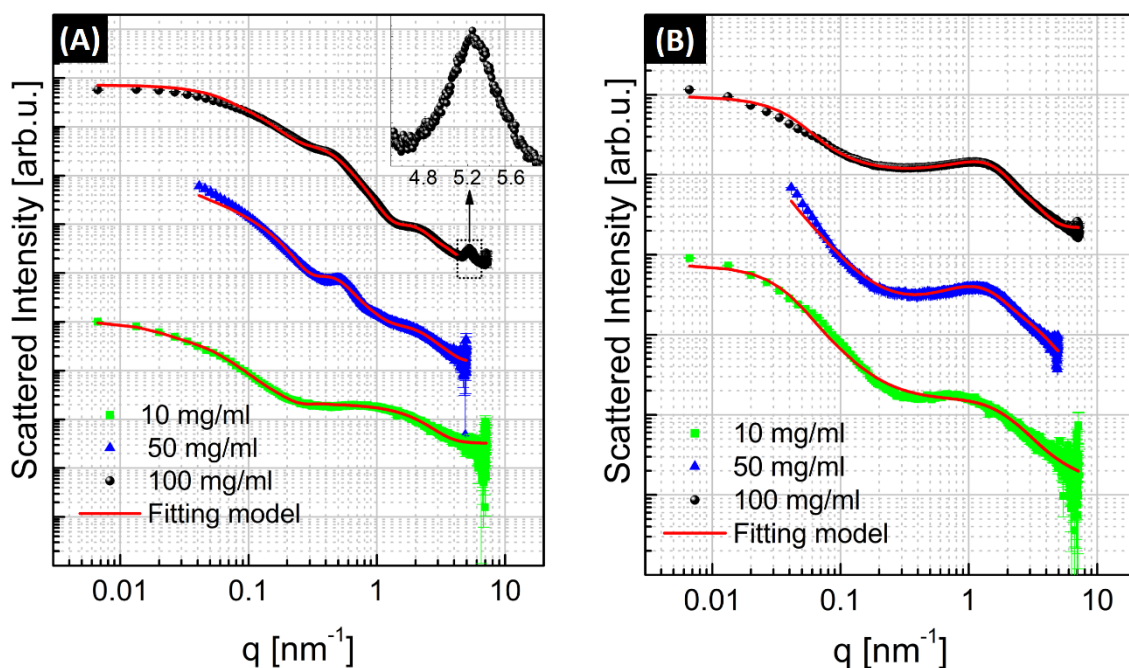 (A)
Scattered Intensity [arb.u.]
4.8 5.2 5.6
10 mg/ml
50 mg/ml
100 mg/ml
Fitting model
0.01 0.1 1 10
q [nm⁻¹]
(B)
Scattered Intensity [arb.u.]
10 mg/ml
50 mg/ml
100 mg/ml
Fitting model
0.01 0.1 1 10
q [nm⁻¹]